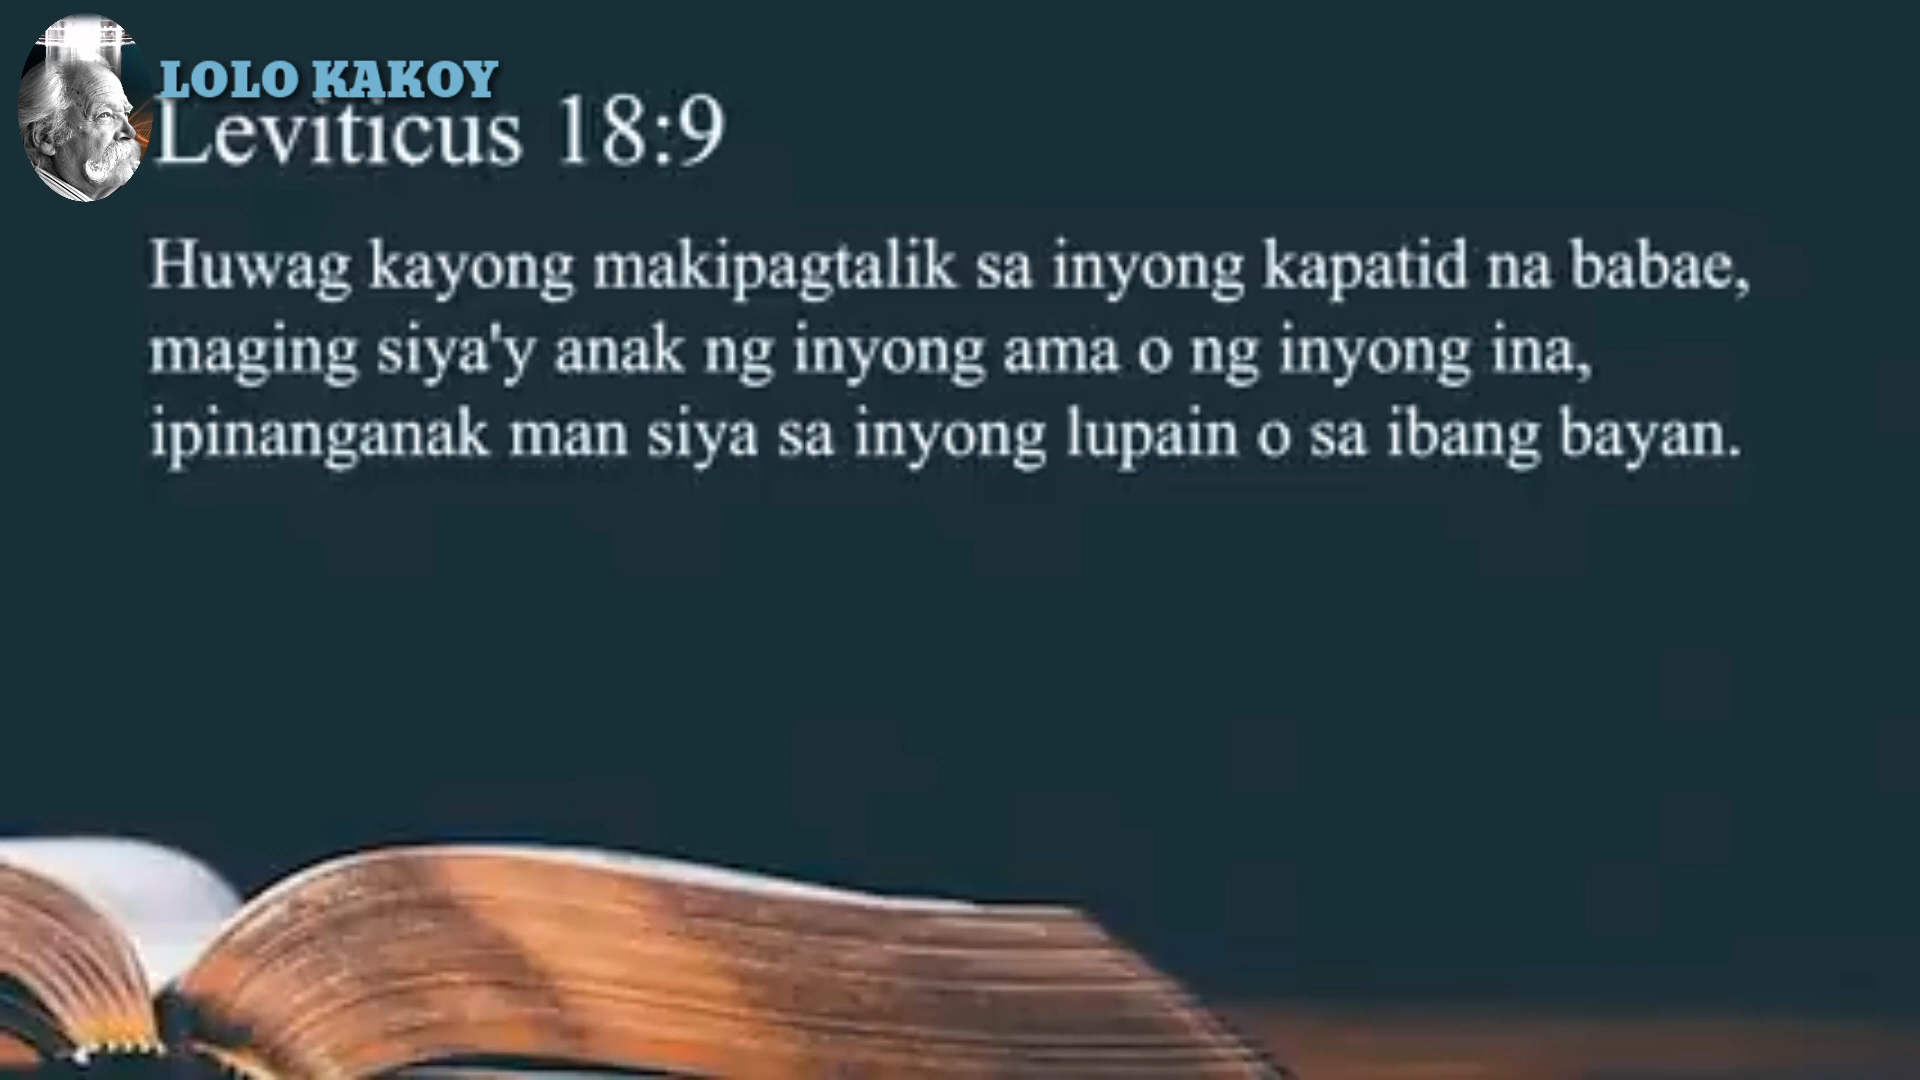 LOLO KAKOY
Leviticus 18:9
Huwag kayong makipagtalik sa inyong kapatid na babae,
maging siya'y anak ng inyong ama o ng inyong ina,
ipinanganak man siya sa inyong lupain o sa ibang bayan.